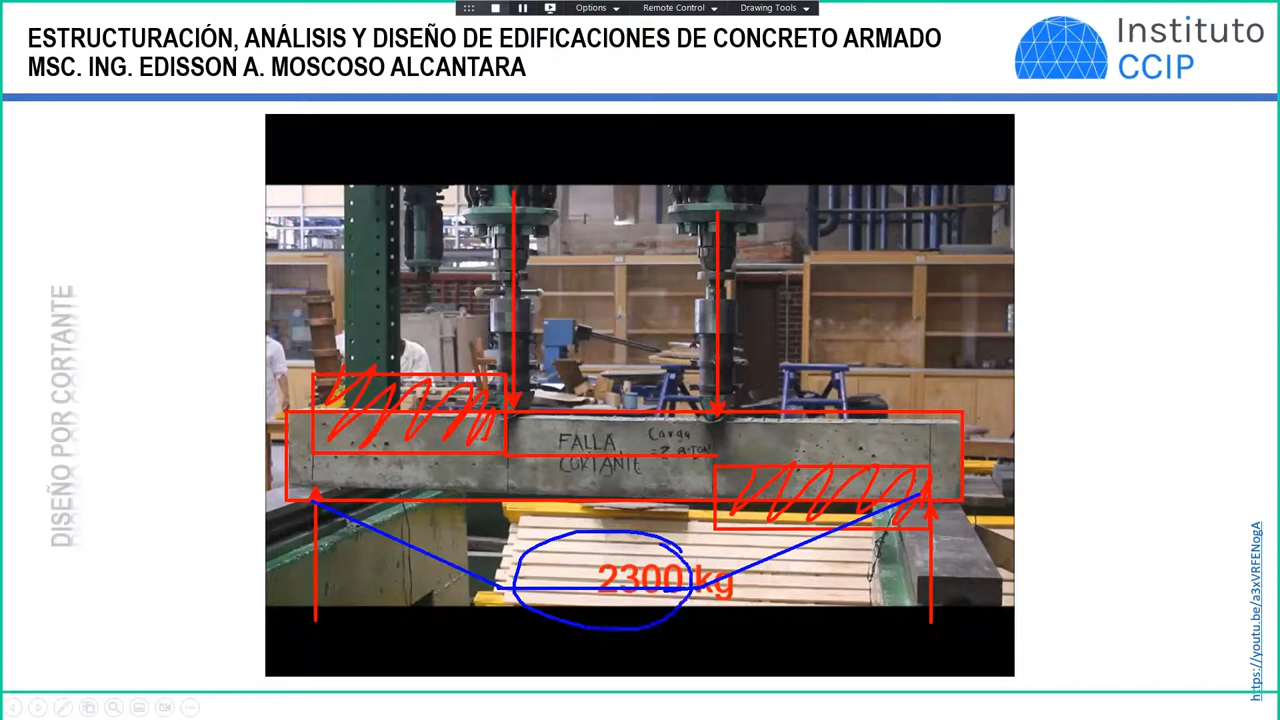 Options
Remote Control
Drawing Tools
ESTRUCTURACIÓN, ANÁLISIS Y DISEÑO DE EDIFICACIONES DE CONCRETO ARMADO
MSC. ING. EDISSON A. MOSCOSO ALCANTARA
Instituto
CCIP
DISEÑO POR CORTANTE
FALLA
CORTANTE
Carga
2300 kg
https://youtu.be/a3xVRFENogA